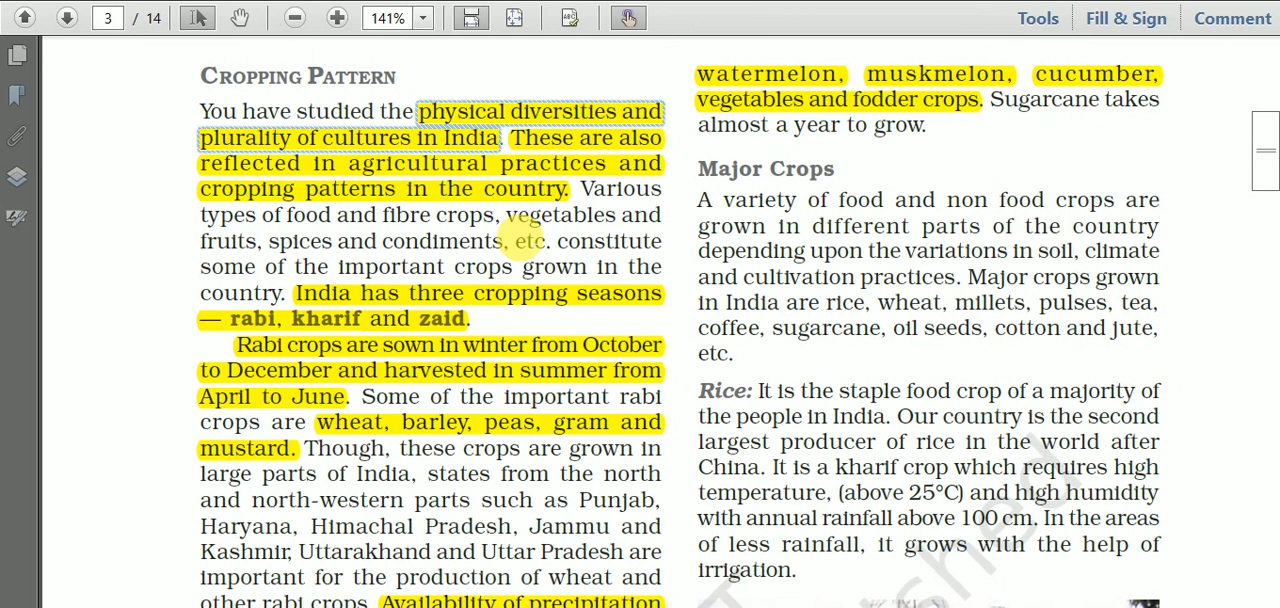 3 / 14
141%
Tools
Fill & Sign
Comment
CROPPING PATTERN
You have studied the physical diversities and
plurality of cultures in India. These are also
reflected in agricultural practices and
cropping patterns in the country. Various
types of food and fibre crops, vegetables and
fruits, spices and condiments, etc. constitute
some of the important crops grown in the
country. India has three cropping seasons
— rabi, kharif and zaid.
Rabi crops are sown in winter from October
to December and harvested in summer from
April to June. Some of the important rabi
crops are wheat, barley, peas, gram and
mustard. Though, these crops are grown in
large parts of India, states from the north
and north-western parts such as Punjab,
Haryana, Himachal Pradesh, Jammu and
Kashmir, Uttarakhand and Uttar Pradesh are
important for the production of wheat and
other rabi crops. Availability of precipitation
watermelon, muskmelon, cucumber,
vegetables and fodder crops. Sugarcane takes
almost a year to grow.
Major Crops
A variety of food and non food crops are
grown in different parts of the country
depending upon the variations in soil, climate
and cultivation practices. Major crops grown
in India are rice, wheat, millets, pulses, tea,
coffee, sugarcane, oil seeds, cotton and jute,
etc.
Rice: It is the staple food crop of a majority of
the people in India. Our country is the second
largest producer of rice in the world after
China. It is a kharif crop which requires high
temperature, (above 25°C) and high humidity
with annual rainfall above 100 cm. In the areas
of less rainfall, it grows with the help of
irrigation.